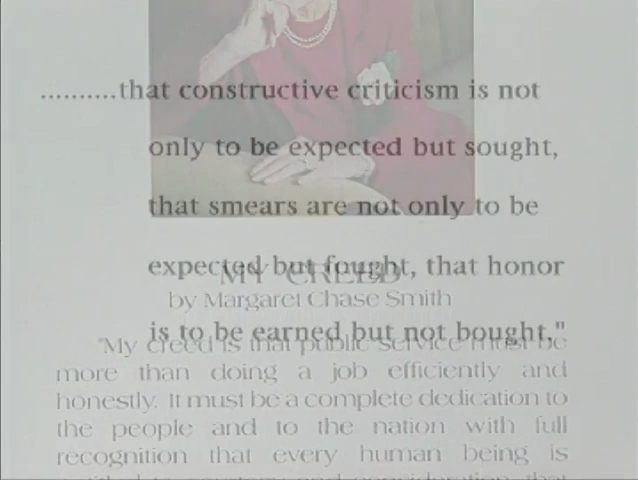 ..........that constructive criticism is not
only to be expected but sought,
that smears are not only to be
expected but fought, that honor
is to be earned but not bought."
MY CREED
by Margaret Chase Smith
"My creed is that public service must be
more than doing a job efficiently and
honestly. It must be a complete dedication to
the people and to the nation with full
recognition that every human being is